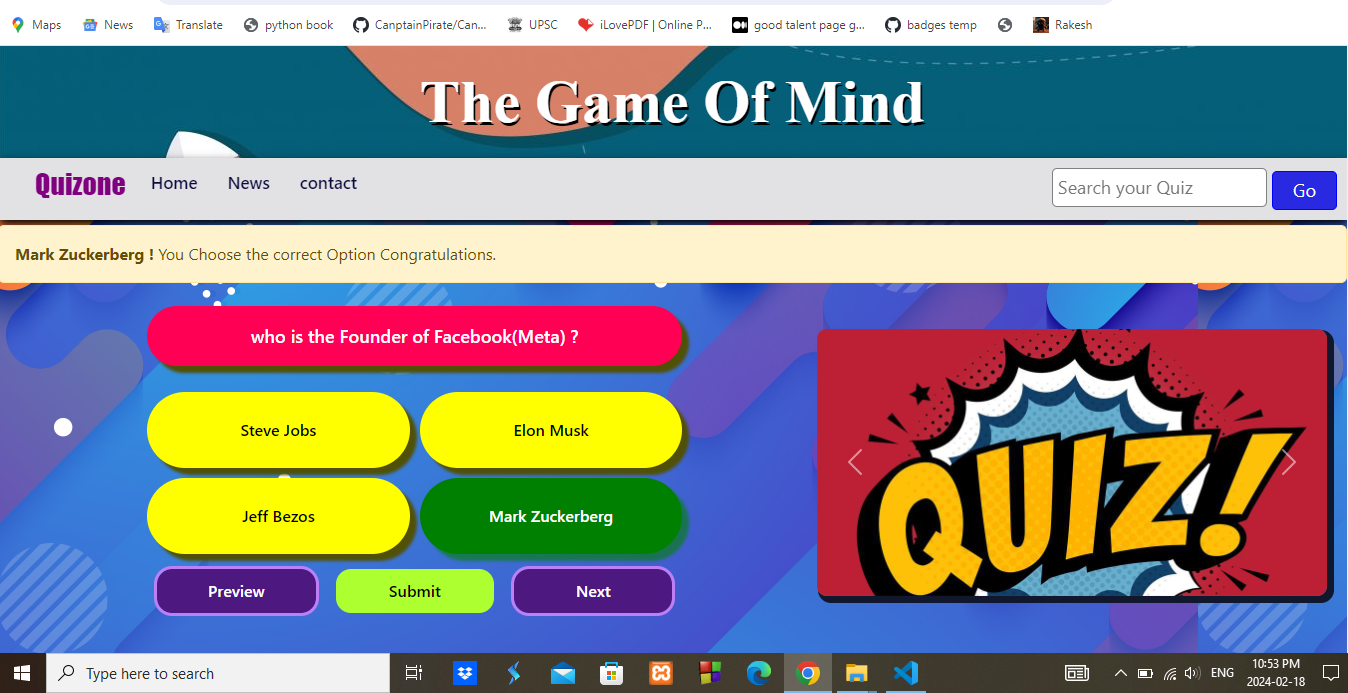 Maps News Translate python book CanptainPirate/Can... UPSC iLovePDF | Online P... good talent page g... badges temp Rakesh
The Game Of Mind
Quizone Home News contact Search your Quiz Go
Mark Zuckerberg ! You Choose the correct Option Congratulations.
who is the Founder of Facebook(Meta) ?
Steve Jobs Elon Musk
Jeff Bezos Mark Zuckerberg
Preview Submit Next
QUIZ!
Type here to search ENG 10:53 PM
2024-02-18